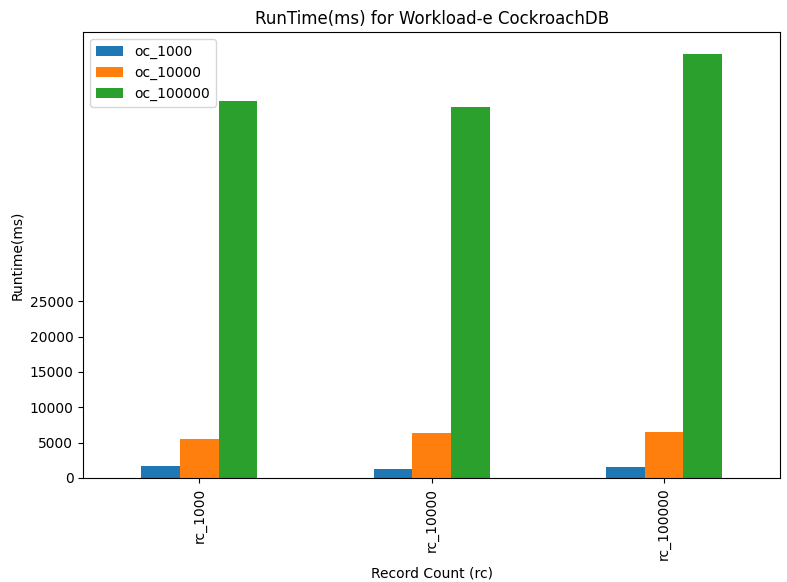 RunTime(ms) for Workload-e CockroachDB
oc_1000
oc_10000
oc_100000
Runtime(ms)
25000
20000
15000
10000
5000
0
rc_1000
rc_10000
rc_100000
Record Count (rc)